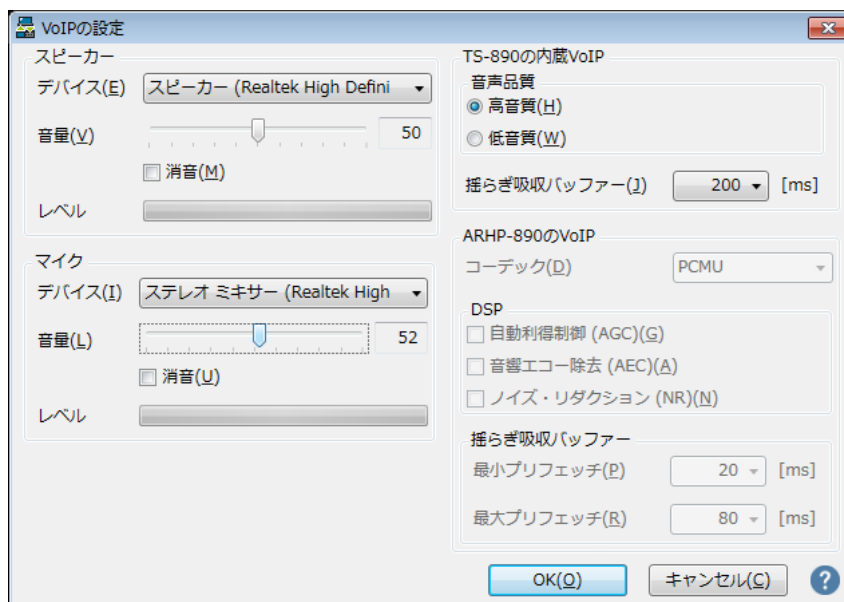 VoIPの設定
スピーカー
デバイス(E) スピーカー (Realtek High Defini
音量(V) 50
消音(M)
レベル
マイク
デバイス(I) ステレオ ミキサー (Realtek High
音量(L) 52
消音(U)
レベル
TS-890の内蔵VoIP
音声品質
高音質(H)
低音質(W)
揺らぎ吸収バッファー(J) 200 [ms]
ARHP-890のVoIP
コーデック(D) PCMU
DSP
自動利得制御 (AGC)(G)
音響エコー除去 (AEC)(A)
ノイズ・リダクション (NR)(N)
揺らぎ吸収バッファー
最小プリフェッチ(P) 20 [ms]
最大プリフェッチ(R) 80 [ms]
OK(O) キャンセル(C) ?